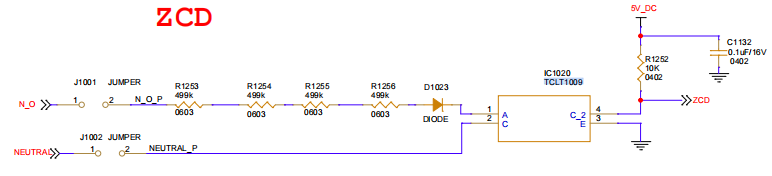 ZCD
5V_DC
C1132
0.1uF/16V
0402
R1252
10K
0402
J1001 JUMPER
R1253
499k
0603
R1254
499k
0603
R1255
499k
0603
R1256
499k
0603
D1023
DIODE
IC1020
TCLT1009
N_O
1 2
N_O_P
1 A
2 C
C_2 4
E 3
ZCD
J1002 JUMPER
NEUTRAL
1 2
NEUTRAL_P